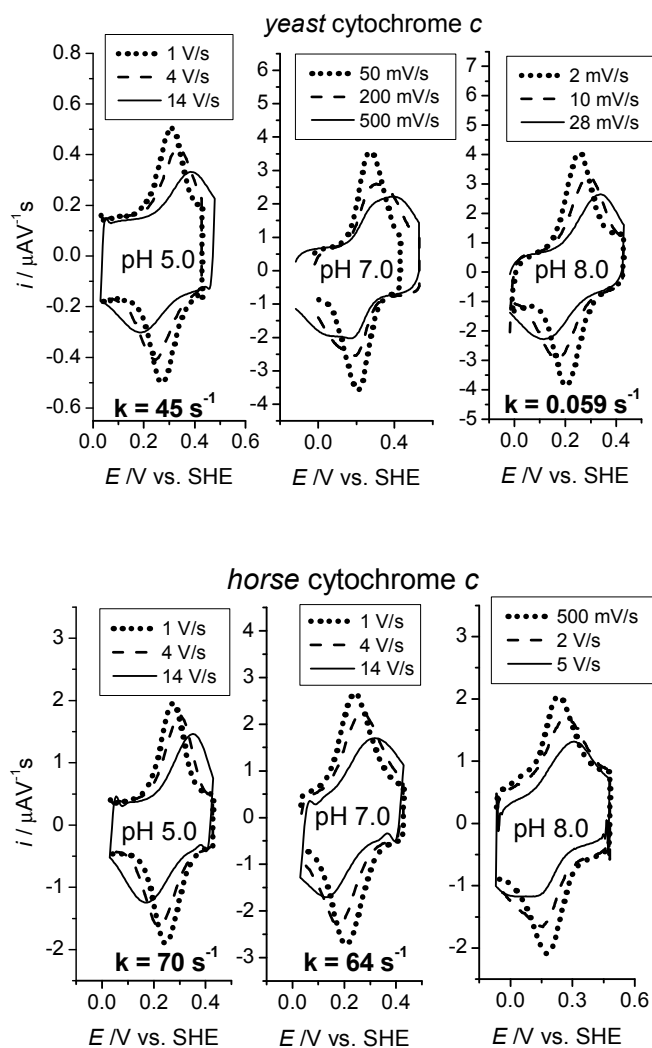 yeast cytochrome c
1 V/s
4 V/s
14 V/s
50 mV/s
200 mV/s
500 mV/s
2 mV/s
10 mV/s
28 mV/s
i / µAV⁻¹s
0.8
0.6
0.4
0.2
0.0
-0.2
-0.4
-0.6
6
5
4
3
2
1
0
-1
-2
-3
-4
7
6
5
4
3
2
1
0
-1
-2
-3
-4
-5
pH 5.0
pH 7.0
pH 8.0
k = 45 s⁻¹
k = 0.059 s⁻¹
0.0 0.2 0.4 0.6
0.0 0.4
0.0 0.2 0.4
E /V vs. SHE
E /V vs. SHE
E /V vs. SHE
horse cytochrome c
1 V/s
4 V/s
14 V/s
1 V/s
4 V/s
14 V/s
500 mV/s
2 V/s
5 V/s
i / µAV⁻¹s
3
2
1
0
-1
-2
4
3
2
1
0
-1
-2
-3
3
2
1
0
-1
-2
pH 5.0
pH 7.0
pH 8.0
k = 70 s⁻¹
k = 64 s⁻¹
0.0 0.2 0.4
0.0 0.2 0.4
0.0 0.3 0.6
E /V vs. SHE
E /V vs. SHE
E /V vs. SHE